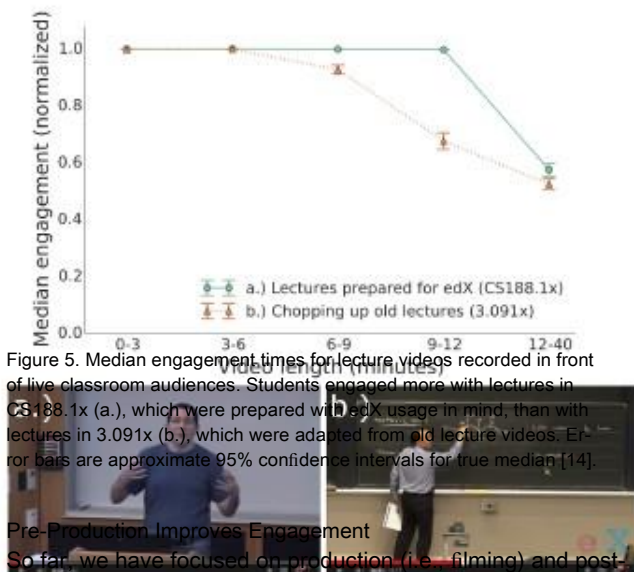 Median engagement (normalized)
1.0
0.8
0.6
0.4
0.2
0.0
a.) Lectures prepared for edX (CS188.1x)
b.) Chopping up old lectures (3.091x)
0-3 3-6 6-9 9-12 12-40
Video length (minutes)
Figure 5. Median engagement times for lecture videos recorded in front
of live classroom audiences. Students engaged more with lectures in
CS188.1x (a.), which were prepared with edX usage in mind, than with
lectures in 3.091x (b.), which were adapted from old lecture videos. Er-
ror bars are approximate 95% confidence intervals for true median [14].
a.)
b.)
Pre-Production Improves Engagement
So far, we have focused on production (i.e., filming) and post-